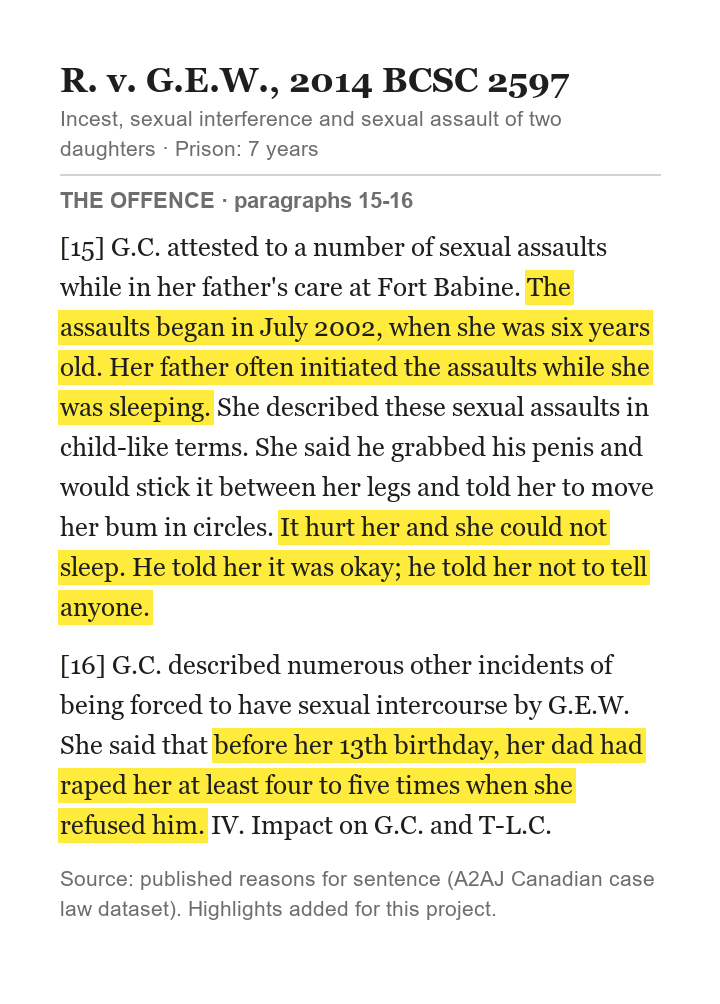 R. v. G.E.W., 2014 BCSC 2597
Incest, sexual interference and sexual assault of two
daughters · Prison: 7 years
THE OFFENCE · paragraphs 15-16
[15] G.C. attested to a number of sexual assaults
while in her father's care at Fort Babine. The
assaults began in July 2002, when she was six years
old. Her father often initiated the assaults while she
was sleeping. She described these sexual assaults in
child-like terms. She said he grabbed his penis and
would stick it between her legs and told her to move
her bum in circles. It hurt her and she could not
sleep. He told her it was okay; he told her not to tell
anyone.
[16] G.C. described numerous other incidents of
being forced to have sexual intercourse by G.E.W.
She said that before her 13th birthday, her dad had
raped her at least four to five times when she
refused him. IV. Impact on G.C. and T-L.C.
Source: published reasons for sentence (A2AJ Canadian case
law dataset). Highlights added for this project.